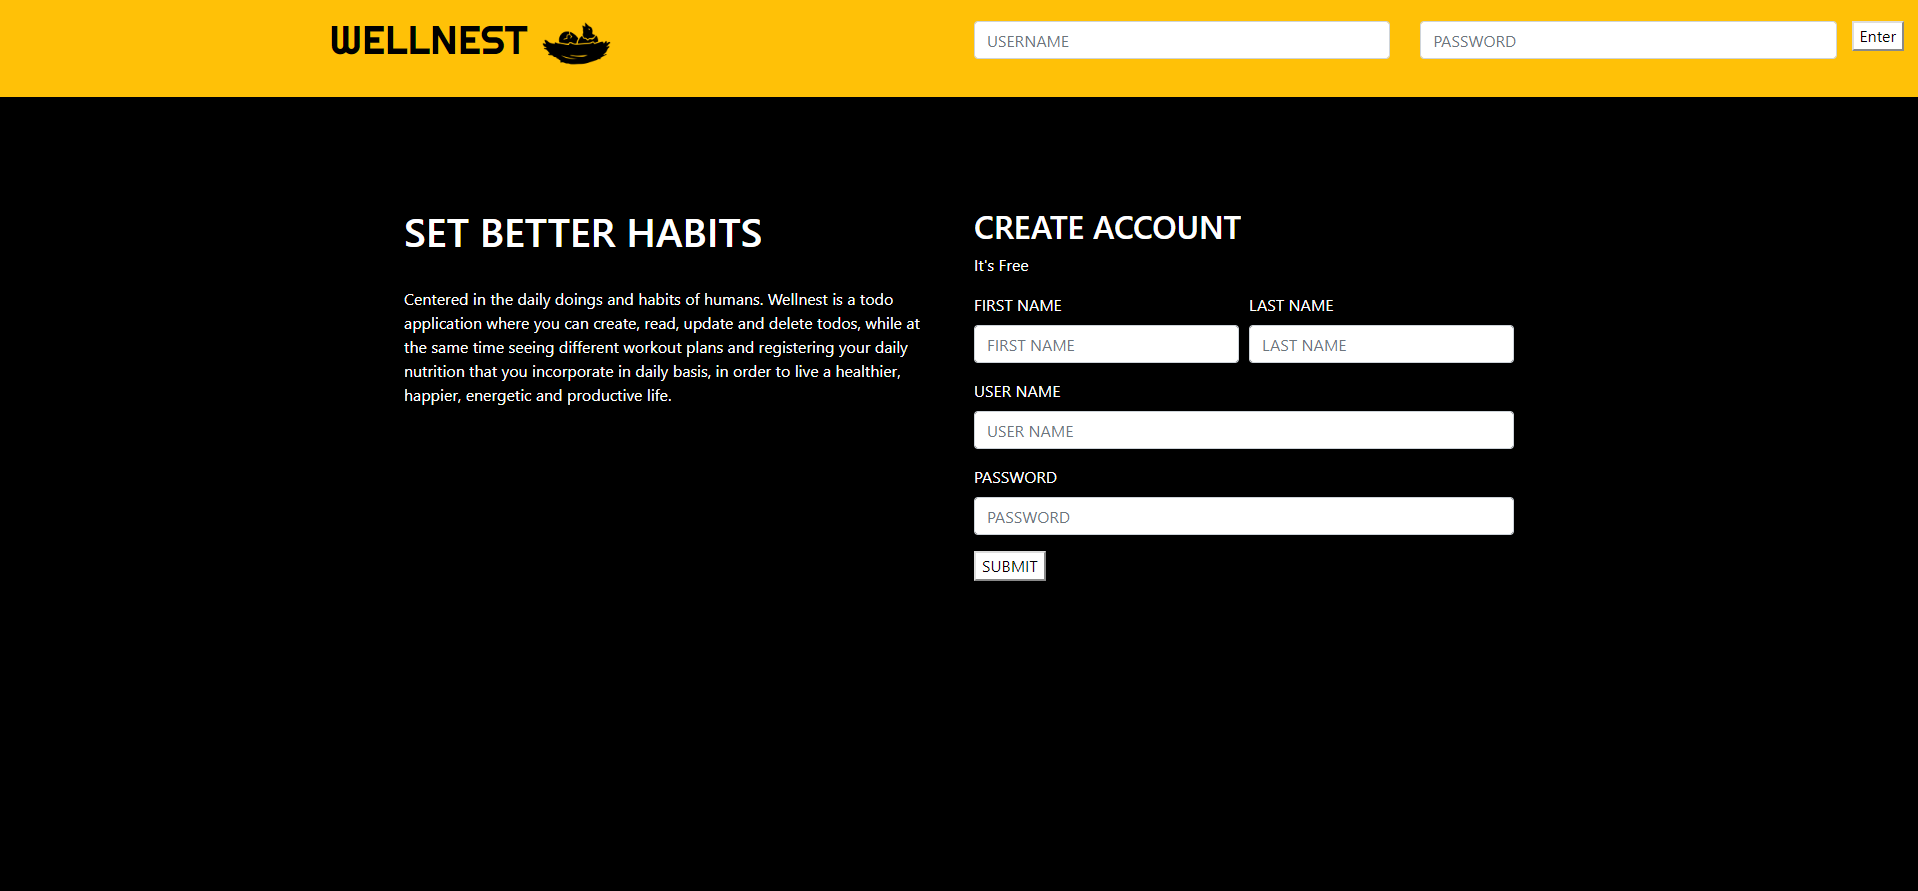 WELLNEST
USERNAME
PASSWORD
Enter
SET BETTER HABITS
Centered in the daily doings and habits of humans. Wellnest is a todo
application where you can create, read, update and delete todos, while at
the same time seeing different workout plans and registering your daily
nutrition that you incorporate in daily basis, in order to live a healthier,
happier, energetic and productive life.
CREATE ACCOUNT
It's Free
FIRST NAME
LAST NAME
FIRST NAME
LAST NAME
USER NAME
USER NAME
PASSWORD
PASSWORD
SUBMIT